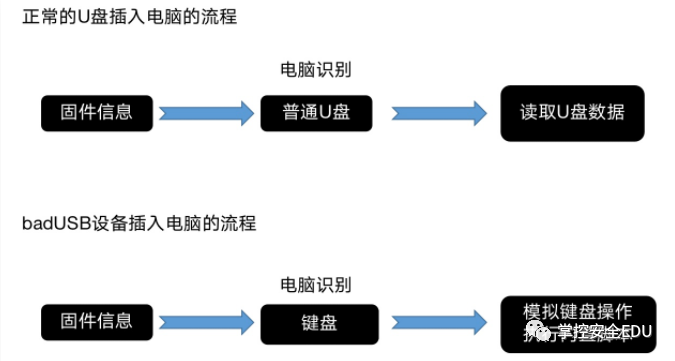 正常的U盘插入电脑的流程
电脑识别
固件信息
普通U盘
读取U盘数据
badUSB设备插入电脑的流程
电脑识别
固件信息
键盘
模拟键盘操作
掌控安全EDU